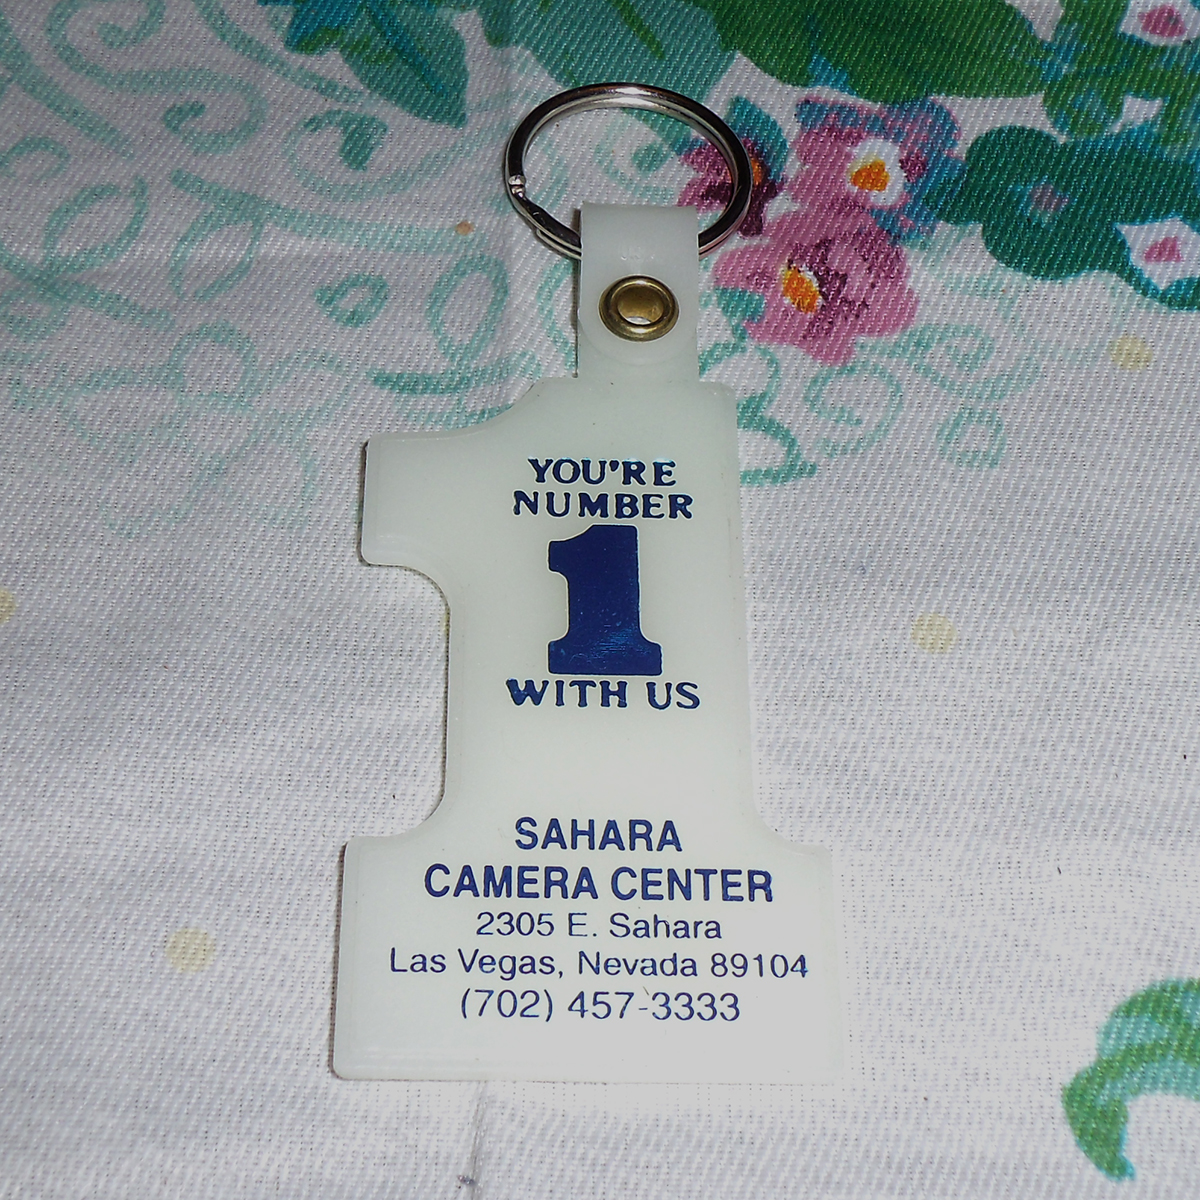 YOU'RE
NUMBER
1
WITH US
SAHARA
CAMERA CENTER
2305 E. Sahara
Las Vegas, Nevada 89104
(702) 457-3333